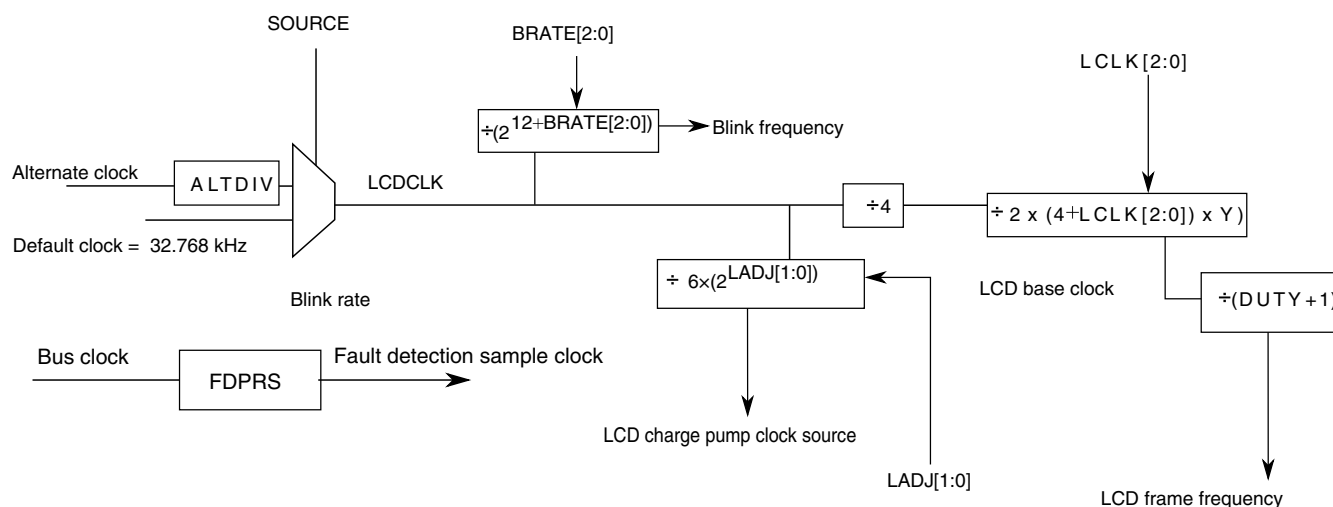 SOURCE
BRATE[2:0]
LCLK[2:0]
÷(2^12+BRATE[2:0])
Blink frequency
Alternate clock
ALTDIV
LCDCLK
÷4
÷ 2 x (4+LCLK[2:0]) x Y)
Default clock = 32.768 kHz
÷ 6×(2^LADJ[1:0])
LCD base clock
Blink rate
÷(DUTY+1)
Bus clock
FDPRS
Fault detection sample clock
LCD charge pump clock source
LADJ[1:0]
LCD frame frequency